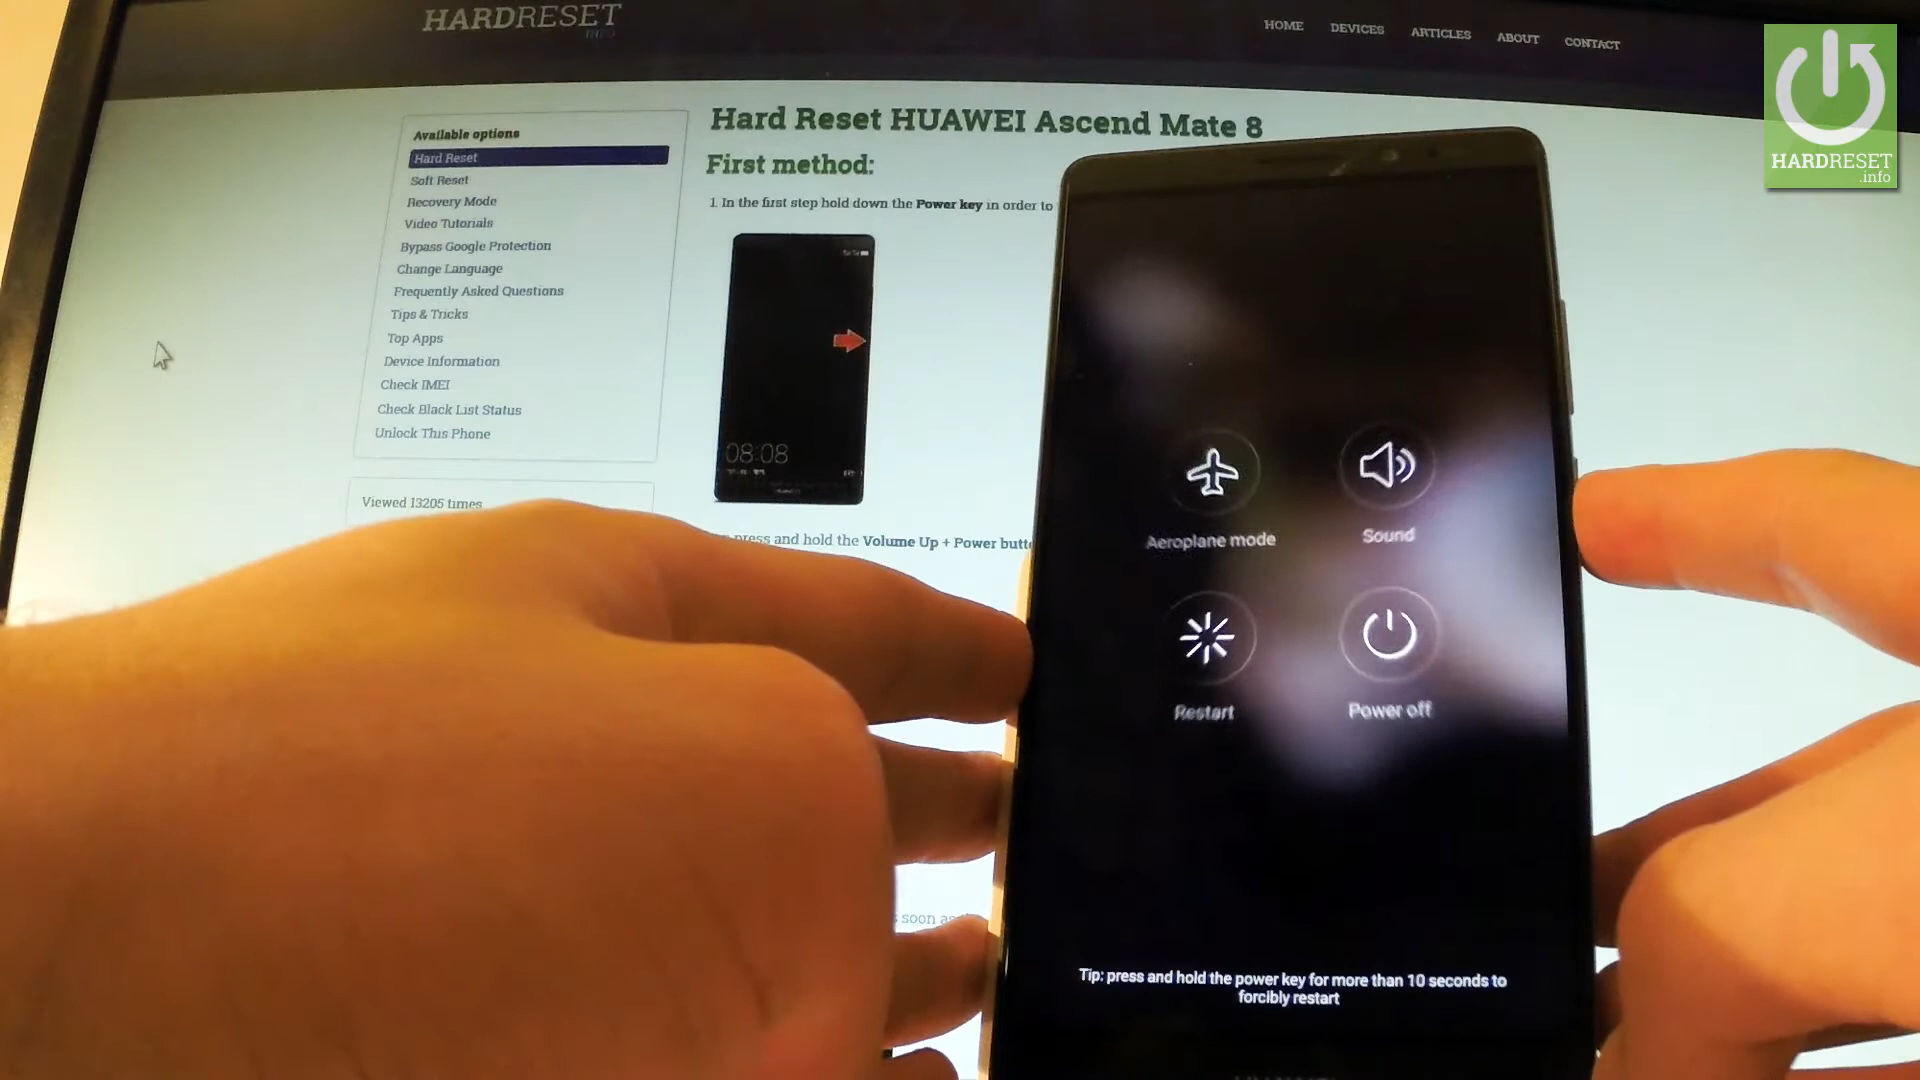 HARDRESET
INFO
HOME DEVICES ARTICLES ABOUT CONTACT
HARDRESET
.info
Available options
Hard Reset
Soft Reset
Recovery Mode
Video Tutorials
Bypass Google Protection
Change Language
Frequently Asked Questions
Tips & Tricks
Top Apps
Device Information
Check IMEI
Check Black List Status
Unlock This Phone
Viewed 13205 times
Hard Reset HUAWEI Ascend Mate 8
First method:
1. In the first step hold down the Power key in order to
08:08
press and hold the Volume Up + Power
soon
Aeroplane mode
Sound
Restart
Power off
Tip: press and hold the power key for more than 10 seconds to
forcibly restart